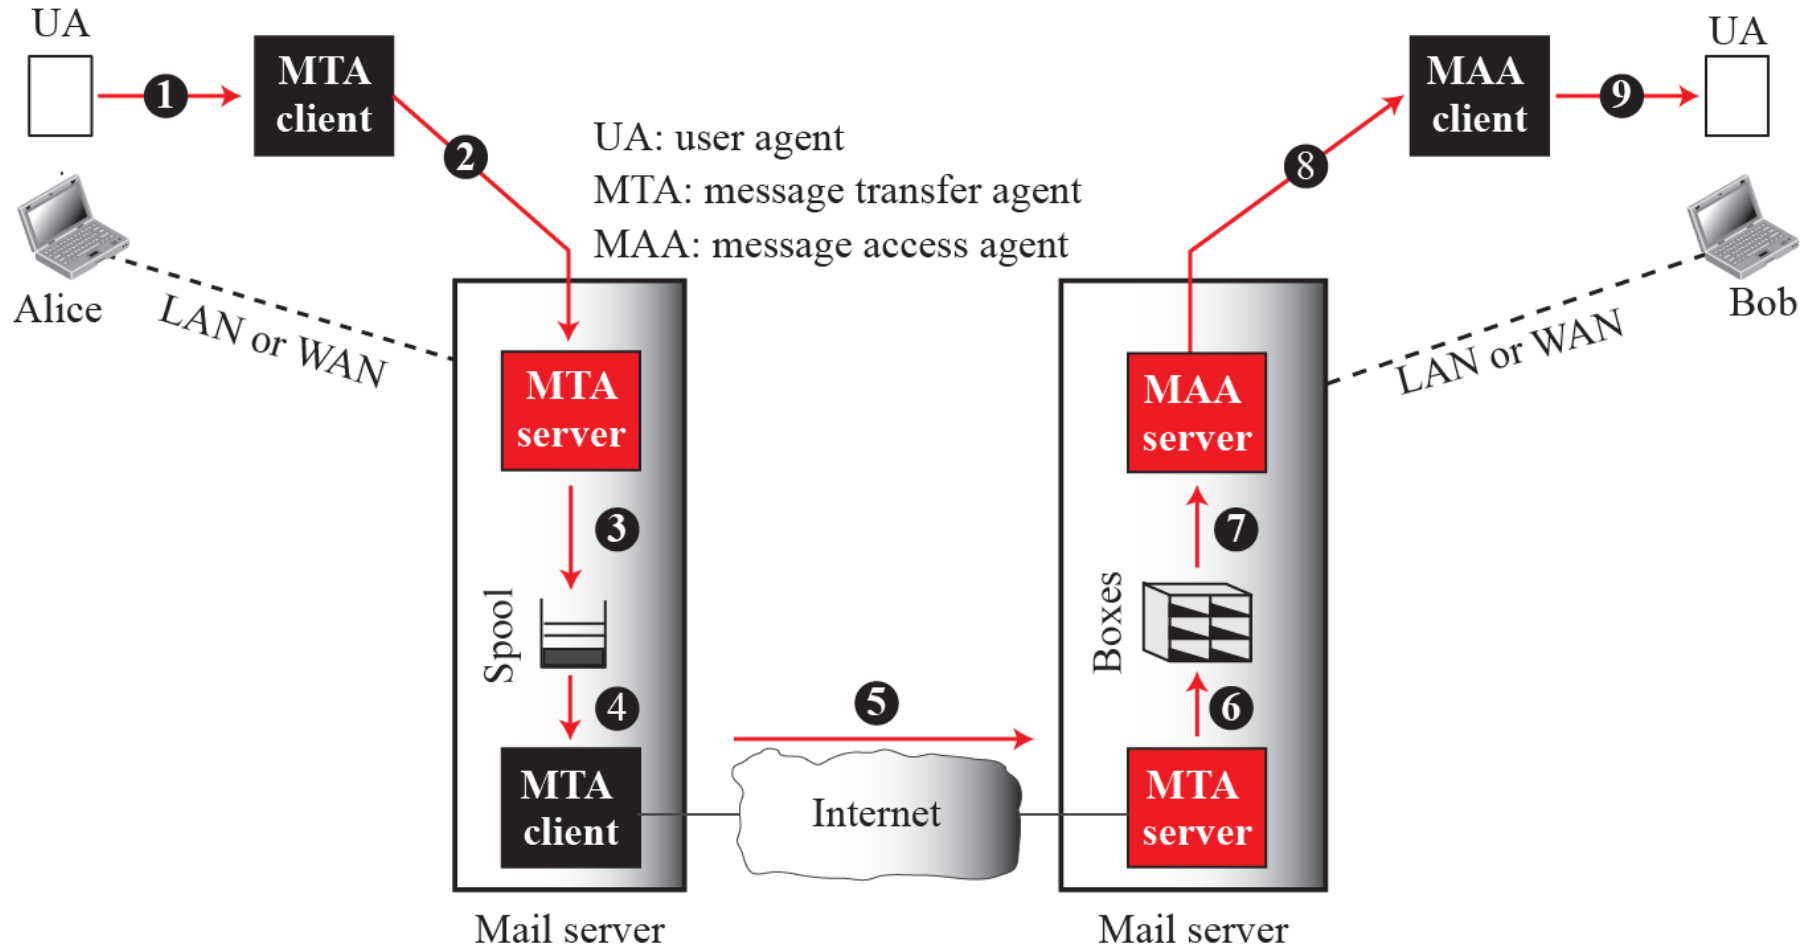 UA
1
MTA
client
2
UA: user agent
MTA: message transfer agent
MAA: message access agent
8
MAA
client
9
UA
Alice
LAN or WAN
MTA
server
3
Spool
4
MTA
client
Mail server
5
Internet
MAA
server
7
Boxes
6
MTA
server
Mail server
LAN or WAN
Bob